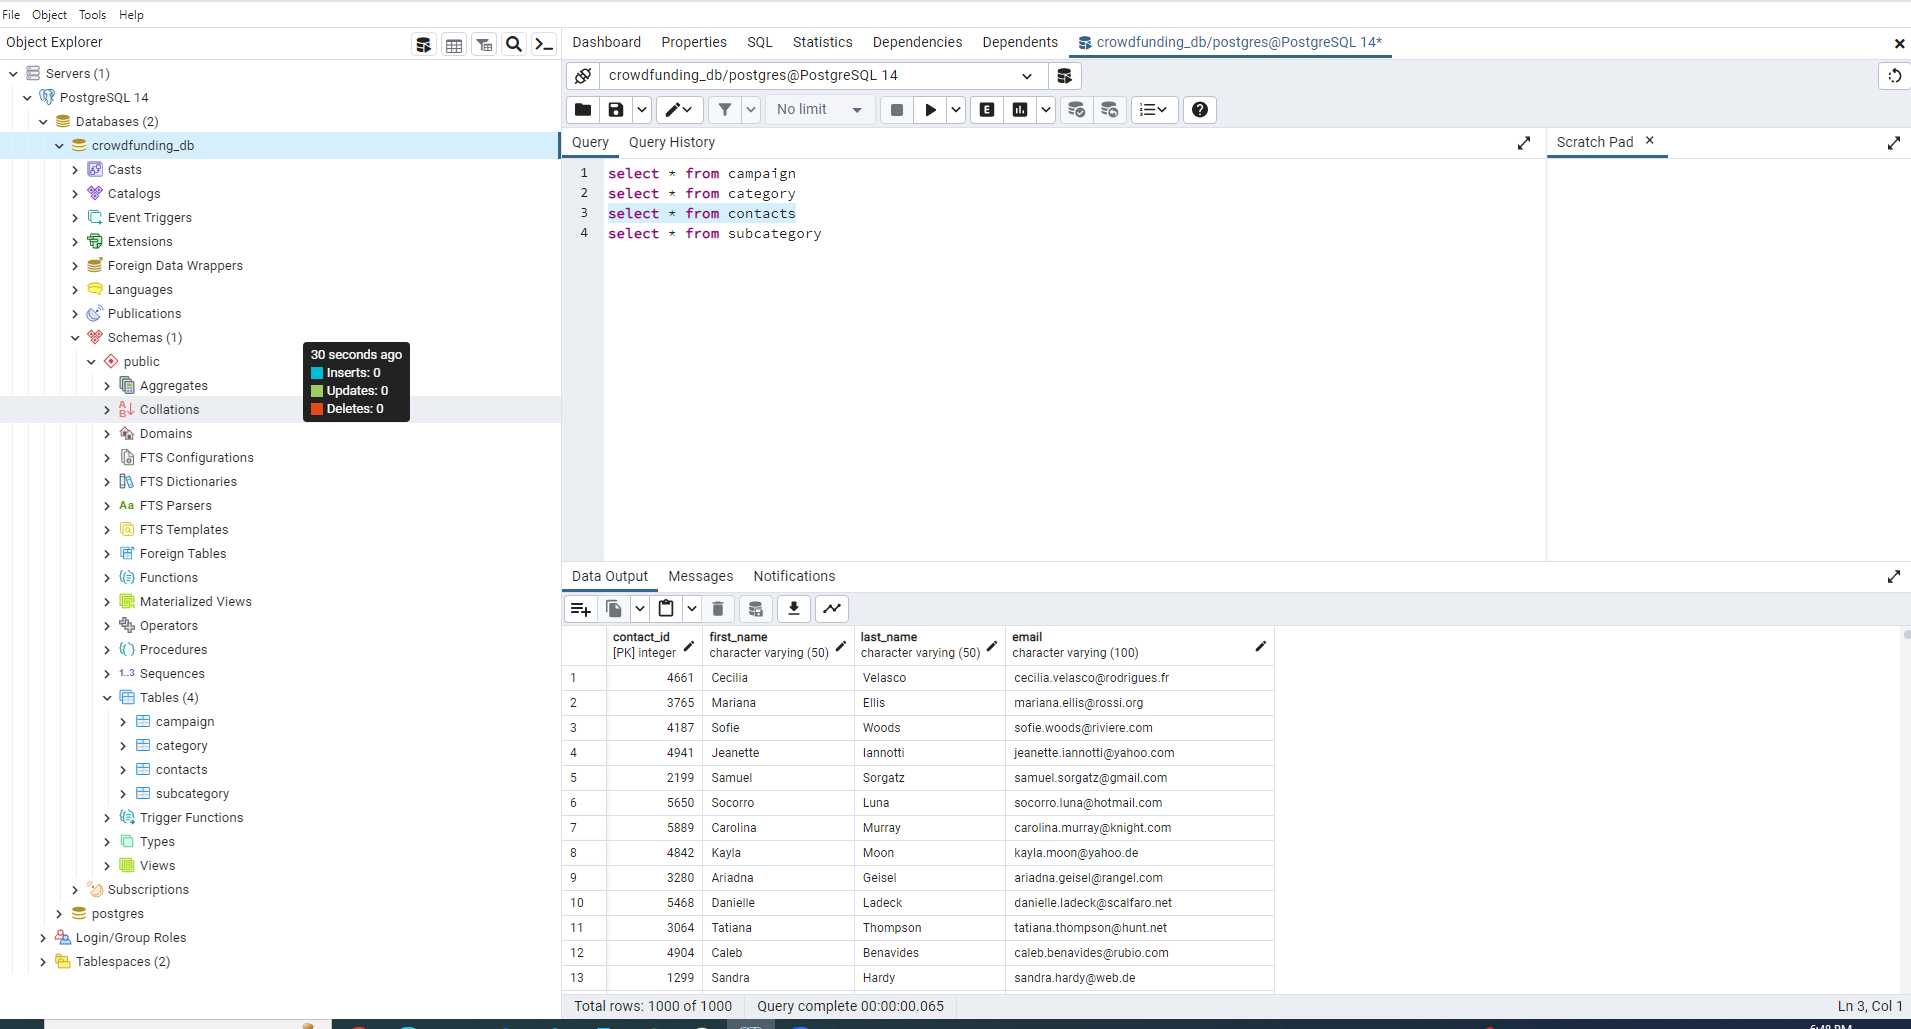 File Object Tools Help
Object Explorer
Servers (1)
PostgreSQL 14
Databases (2)
crowdfunding_db
Casts
Catalogs
Event Triggers
Extensions
Foreign Data Wrappers
Languages
Publications
Schemas (1)
public
Aggregates
Collations
Domains
FTS Configurations
FTS Dictionaries
Aa FTS Parsers
FTS Templates
Foreign Tables
Functions
Materialized Views
Operators
Procedures
1..3 Sequences
Tables (4)
campaign
category
contacts
subcategory
Trigger Functions
Types
Views
Subscriptions
postgres
Login/Group Roles
Tablespaces (2)
30 seconds ago
Inserts: 0
Updates: 0
Deletes: 0
Dashboard Properties SQL Statistics Dependencies Dependents crowdfunding_db/postgres@PostgreSQL 14*
crowdfunding_db/postgres@PostgreSQL 14
No limit
E
Query Query History
Scratch Pad
1 select * from campaign
2 select * from category
3 select * from contacts
4 select * from subcategory
Data Output Messages Notifications
contact_id first_name last_name email
[PK] integer character varying (50) character varying (50) character varying (100)
1 4661 Cecilia Velasco cecilia.velasco@rodrigues.fr
2 3765 Mariana Ellis mariana.ellis@rossi.org
3 4187 Sofie Woods sofie.woods@riviere.com
4 4941 Jeanette Iannotti jeanette.iannotti@yahoo.com
5 2199 Samuel Sorgatz samuel.sorgatz@gmail.com
6 5650 Socorro Luna socorro.luna@hotmail.com
7 5889 Carolina Murray carolina.murray@knight.com
8 4842 Kayla Moon kayla.moon@yahoo.de
9 3280 Ariadna Geisel ariadna.geisel@rangel.com
10 5468 Danielle Ladeck danielle.ladeck@scalfaro.net
11 3064 Tatiana Thompson tatiana.thompson@hunt.net
12 4904 Caleb Benavides caleb.benavides@rubio.com
13 1299 Sandra Hardy sandra.hardy@web.de
Total rows: 1000 of 1000 Query complete 00:00:00.065
Ln 3, Col 1